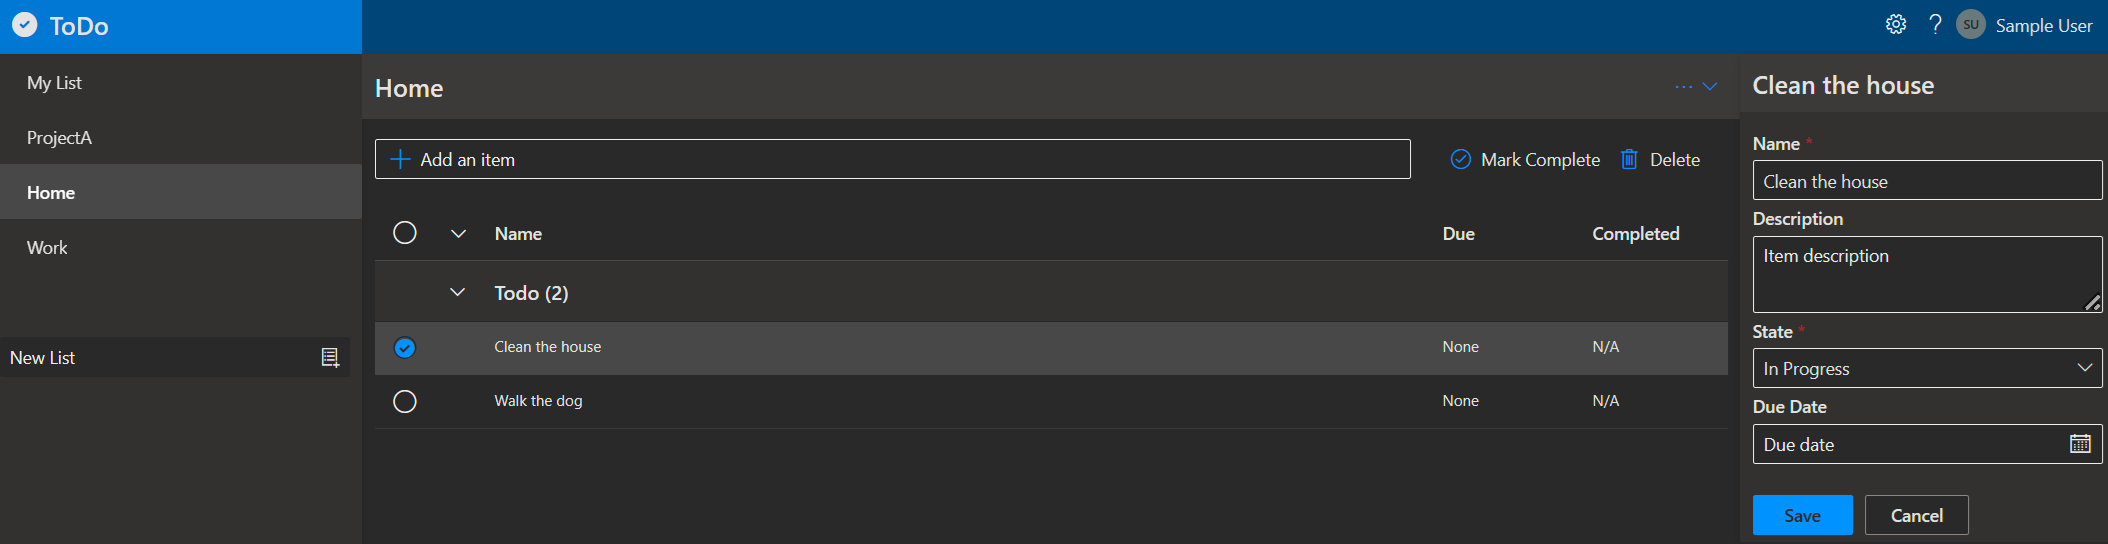 ToDo
SU Sample User
My List
ProjectA
Home
Work
New List
Home
Add an item
Mark Complete
Delete
Name Due Completed
Todo (2)
Clean the house None N/A
Walk the dog None N/A
Clean the house
Name *
Clean the house
Description
Item description
State *
In Progress
Due Date
Due date
Save Cancel